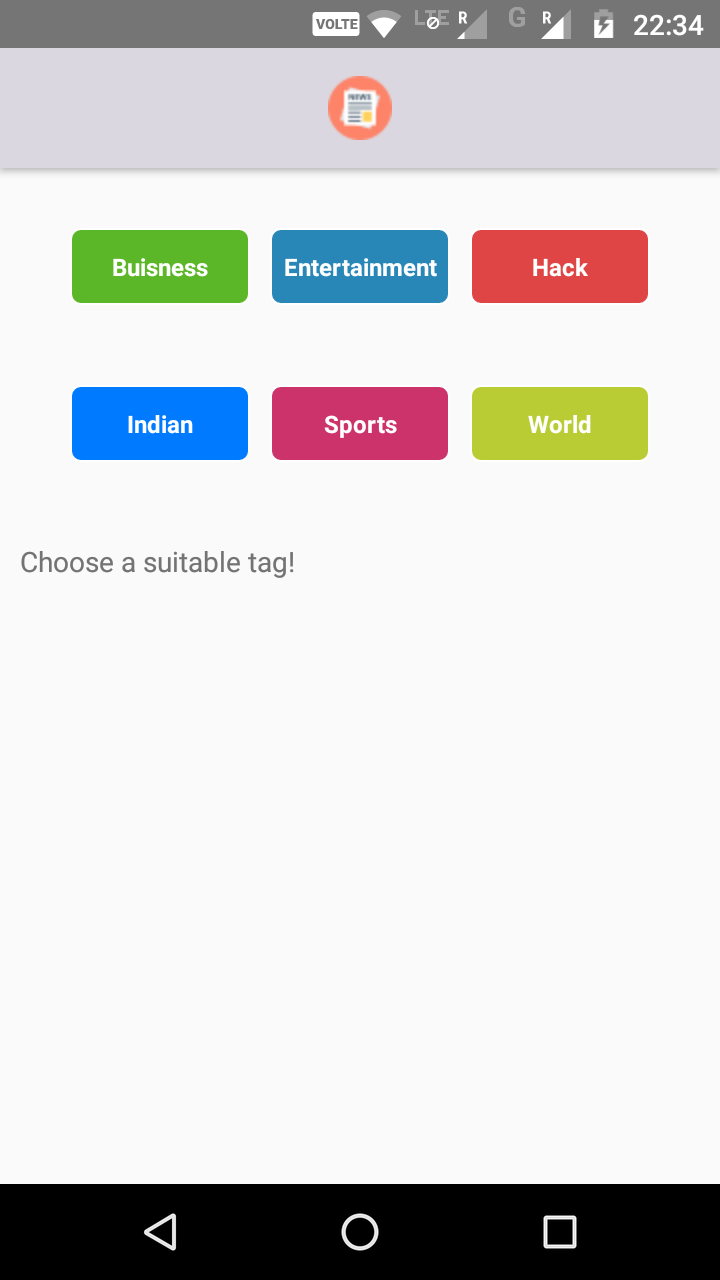 VOLTE LTE R G R 22:34
NEWS
Buisness Entertainment Hack
Indian Sports World
Choose a suitable tag!